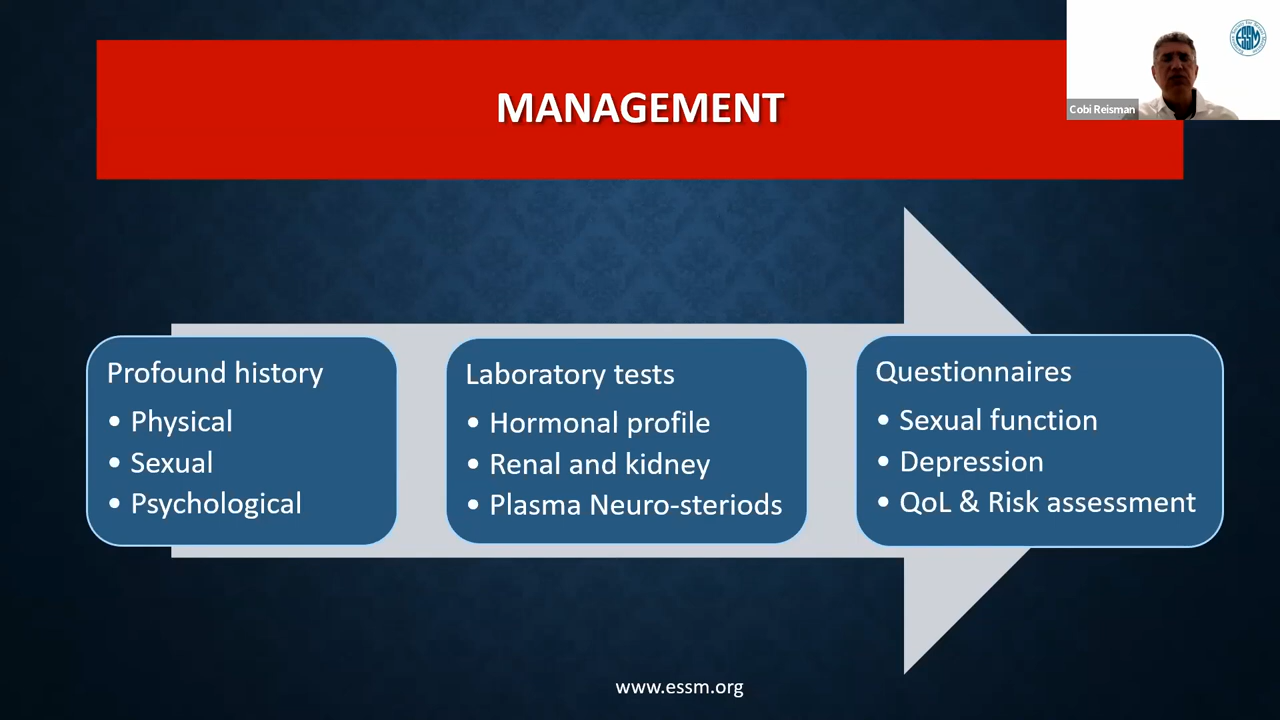 MANAGEMENT
Cobi Reisman
ESSM
Profound history
• Physical
• Sexual
• Psychological
Laboratory tests
• Hormonal profile
• Renal and kidney
• Plasma Neuro-steriods
Questionnaires
• Sexual function
• Depression
• QoL & Risk assessment
www.essm.org